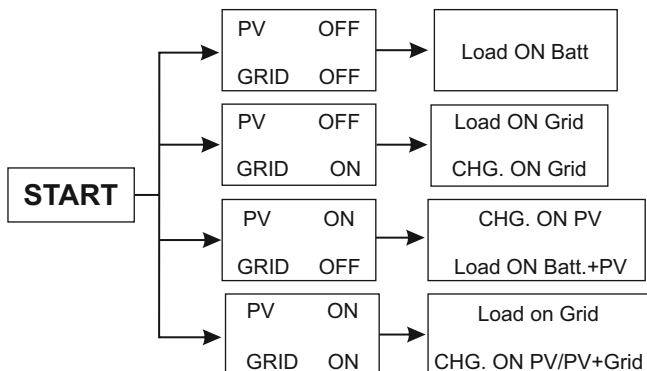 START
PV OFF
GRID OFF
Load ON Batt
PV OFF
GRID ON
Load ON Grid
CHG. ON Grid
PV ON
GRID OFF
CHG. ON PV
Load ON Batt.+PV
PV ON
GRID ON
Load on Grid
CHG. ON PV/PV+Grid